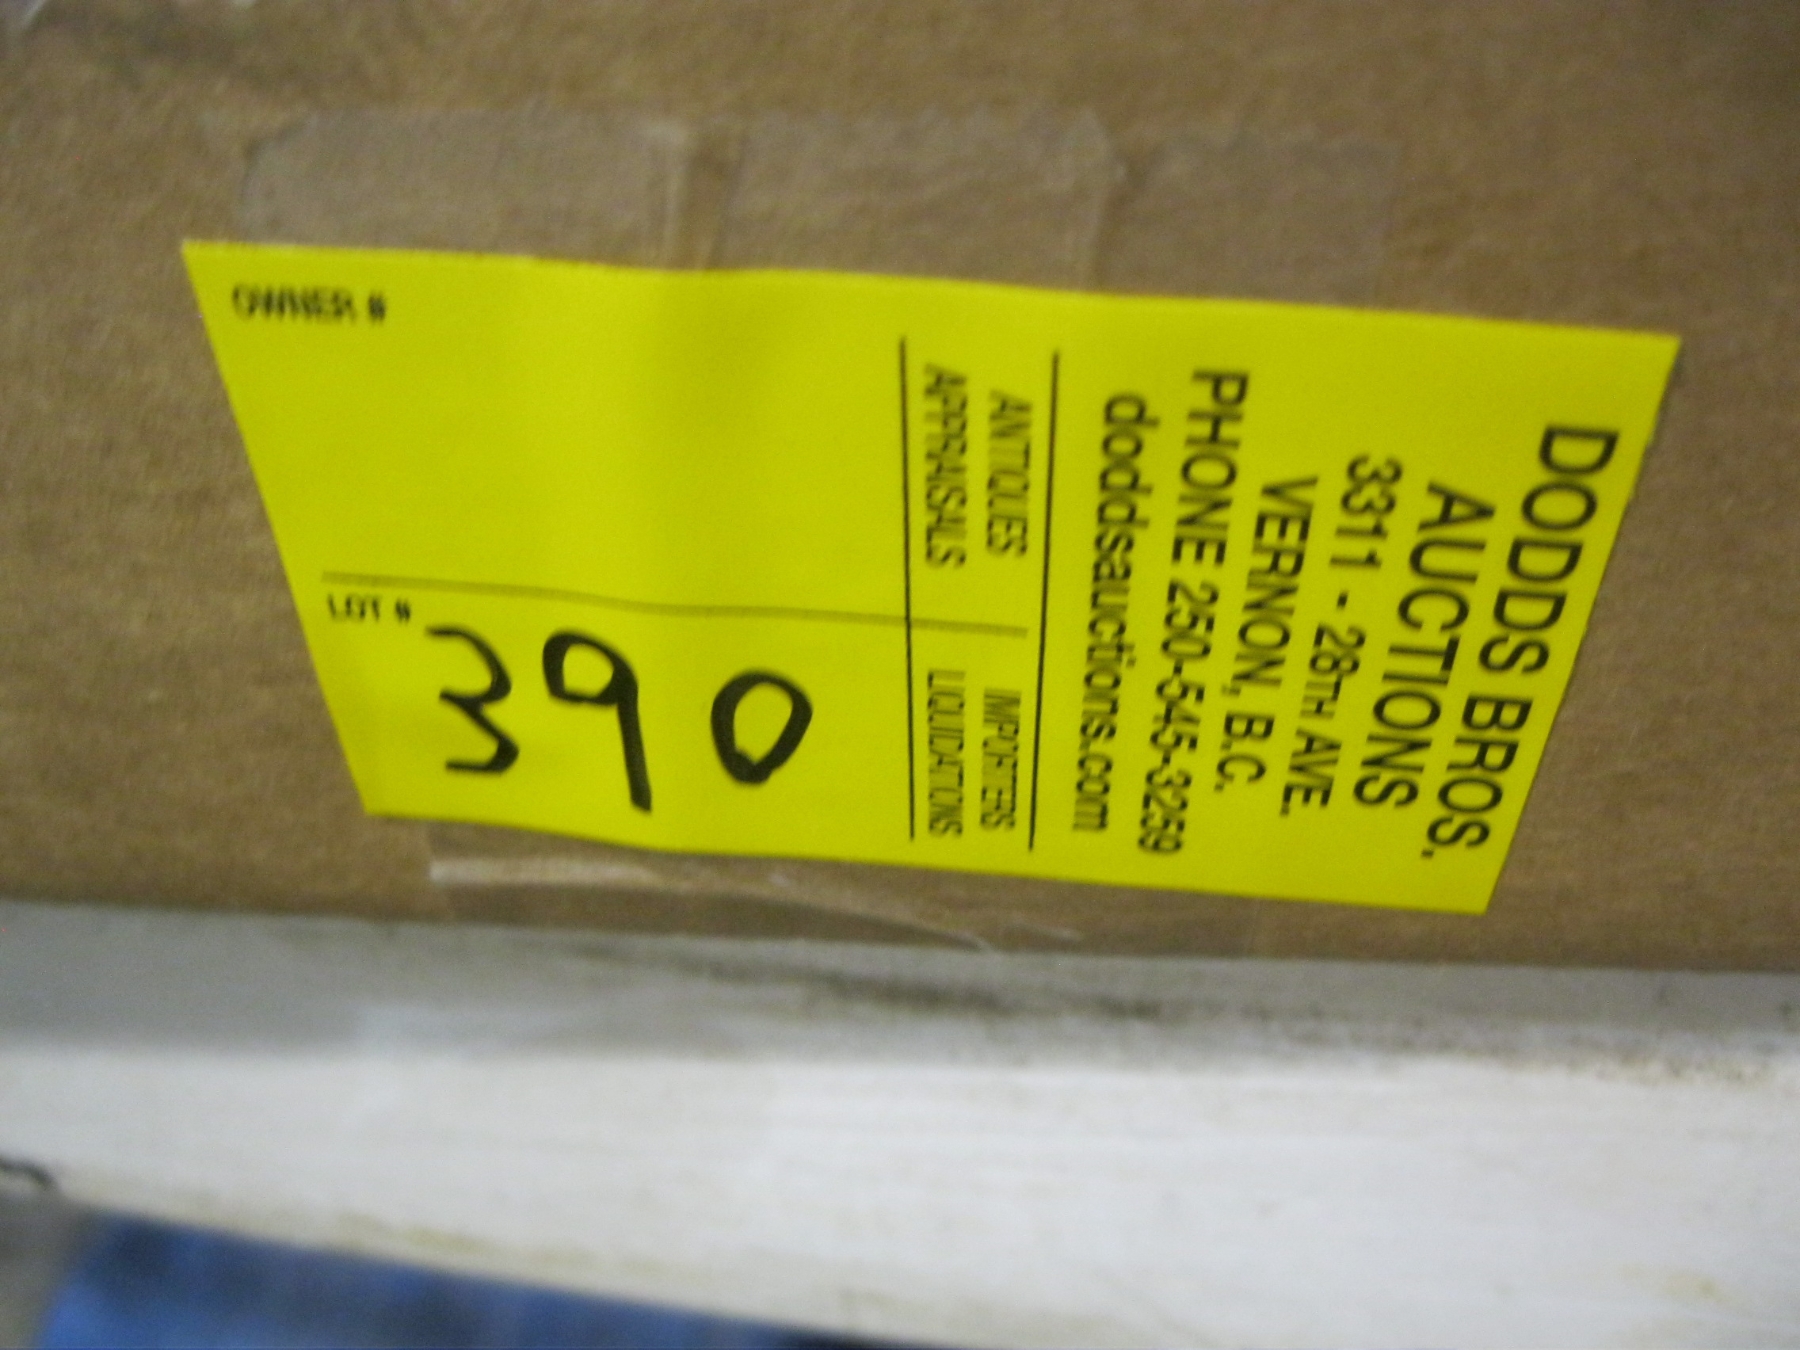 DODDS BROS.
AUCTIONS
3311 - 28TH AVE.
VERNON, B.C.
PHONE 250-545-3259
doddsauctions.com
ANTIQUES IMPORTERS
APPRAISALS LIQUIDATIONS
OWNER #
LOT #
390